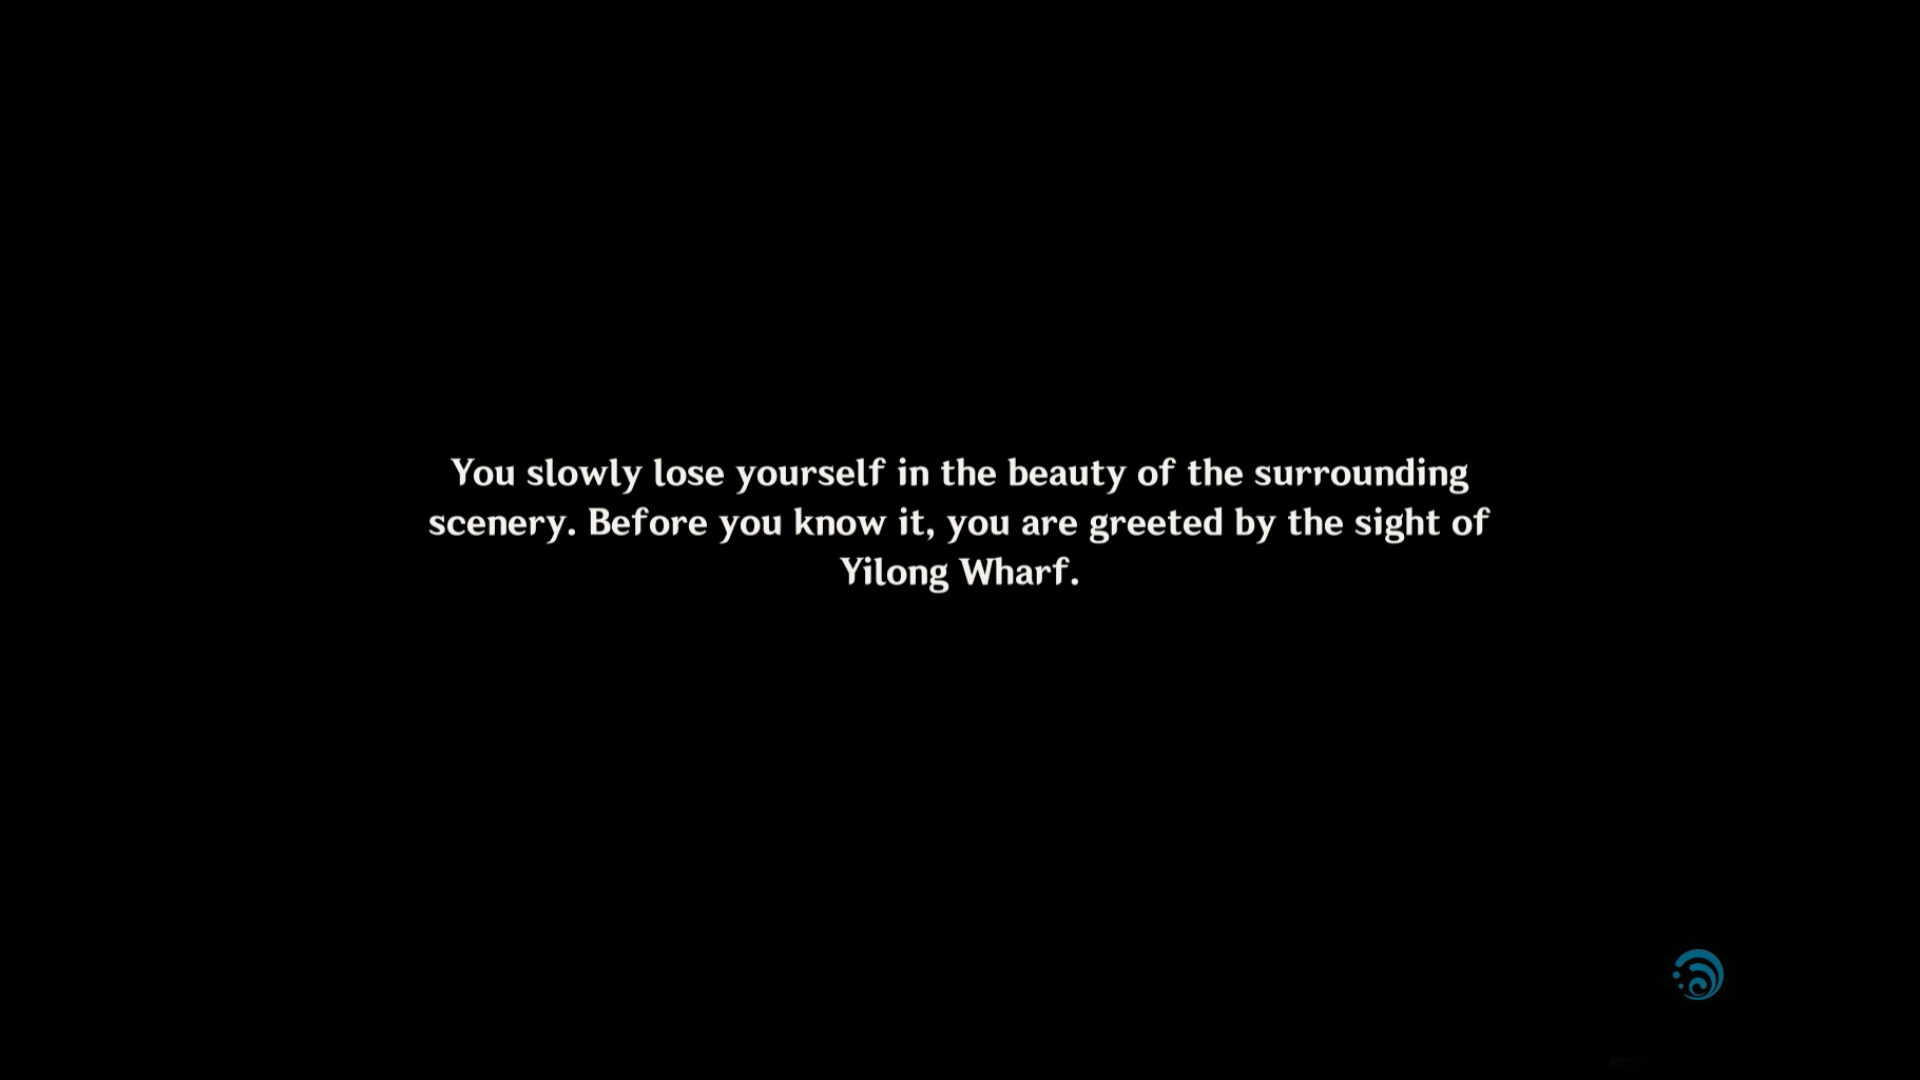 You slowly lose yourself in the beauty of the surrounding
scenery. Before you know it, you are greeted by the sight of
Yilong Wharf.